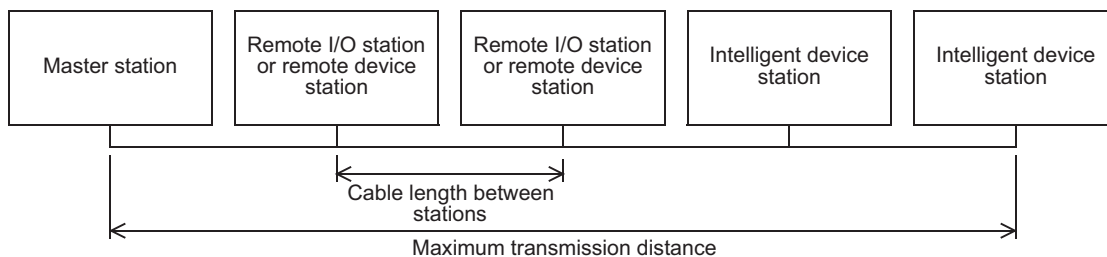 Master station
Remote I/O station
or remote device
station
Remote I/O station
or remote device
station
Intelligent device
station
Intelligent device
station
Cable length between
stations
Maximum transmission distance